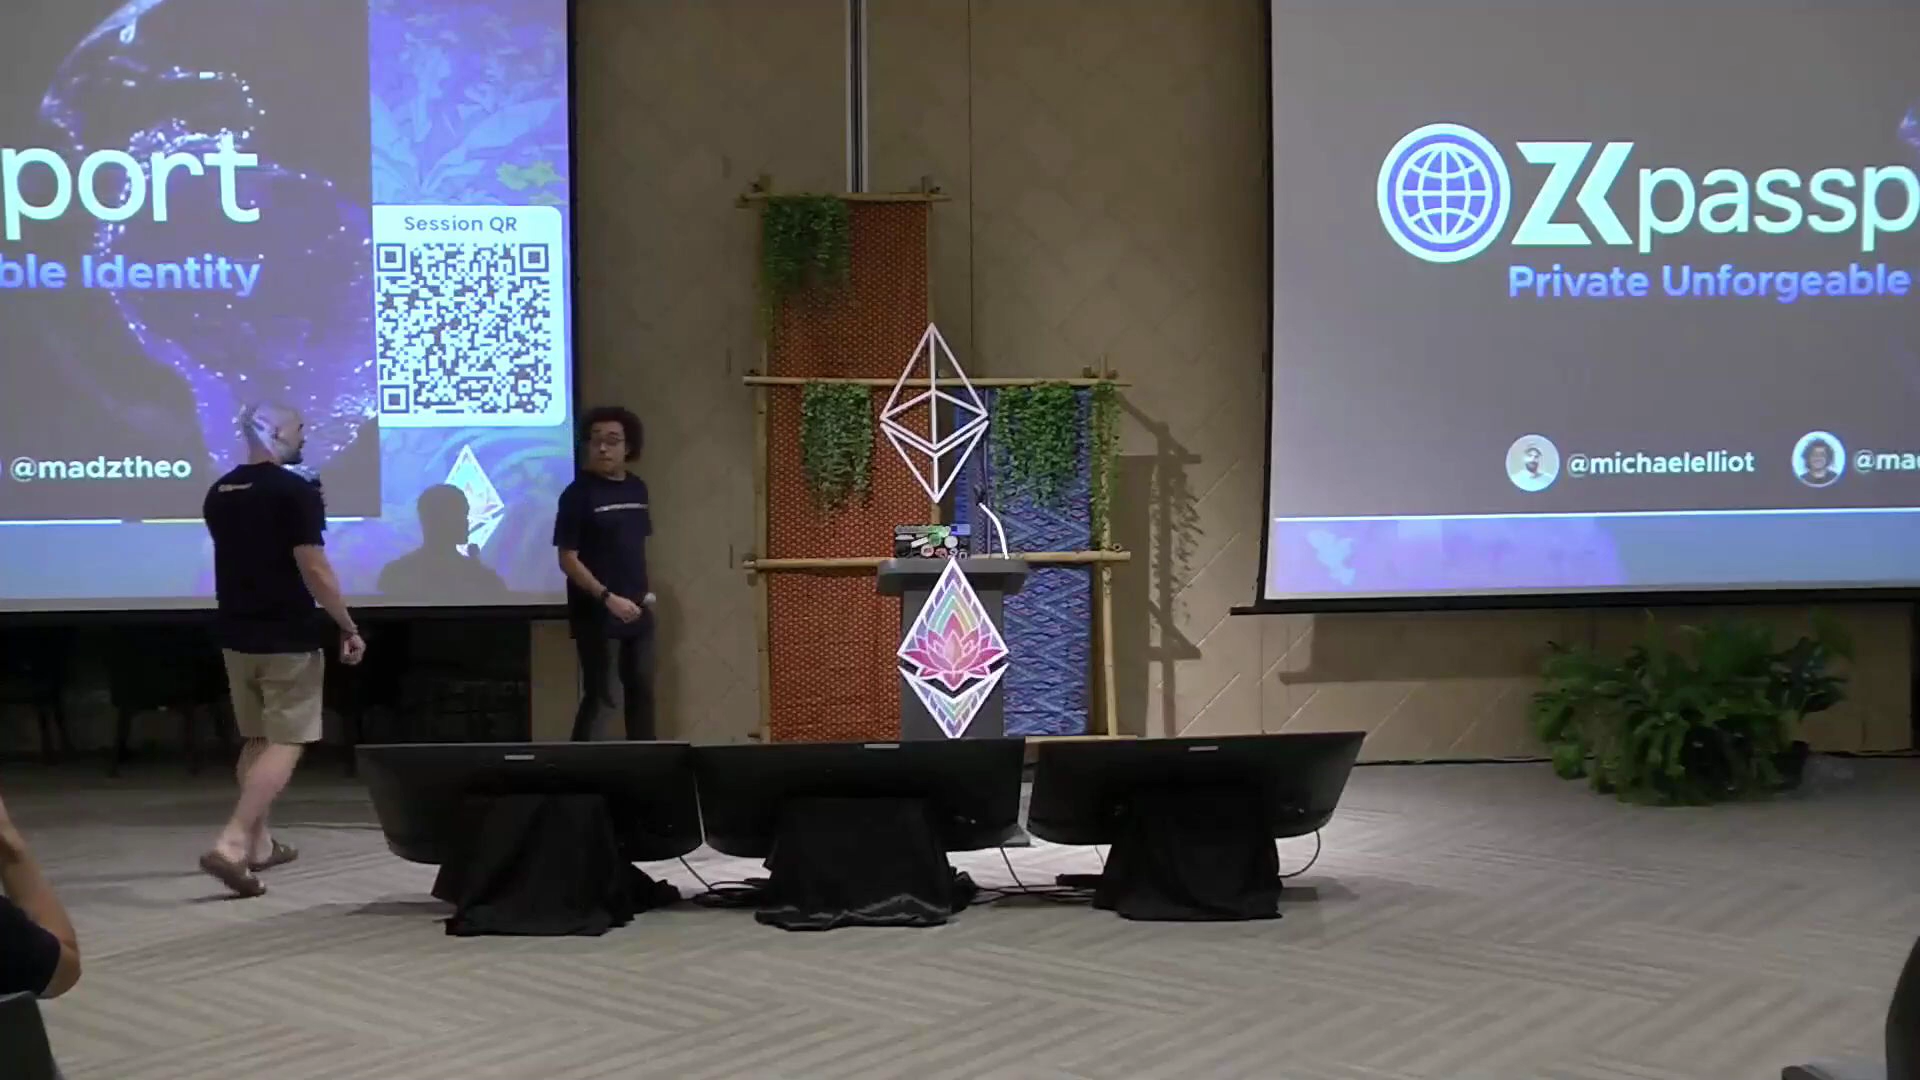 port
ble Identity
@madztheo
Session QR
ZKpassp
Private Unforgeable
@michaelelliot
@ma